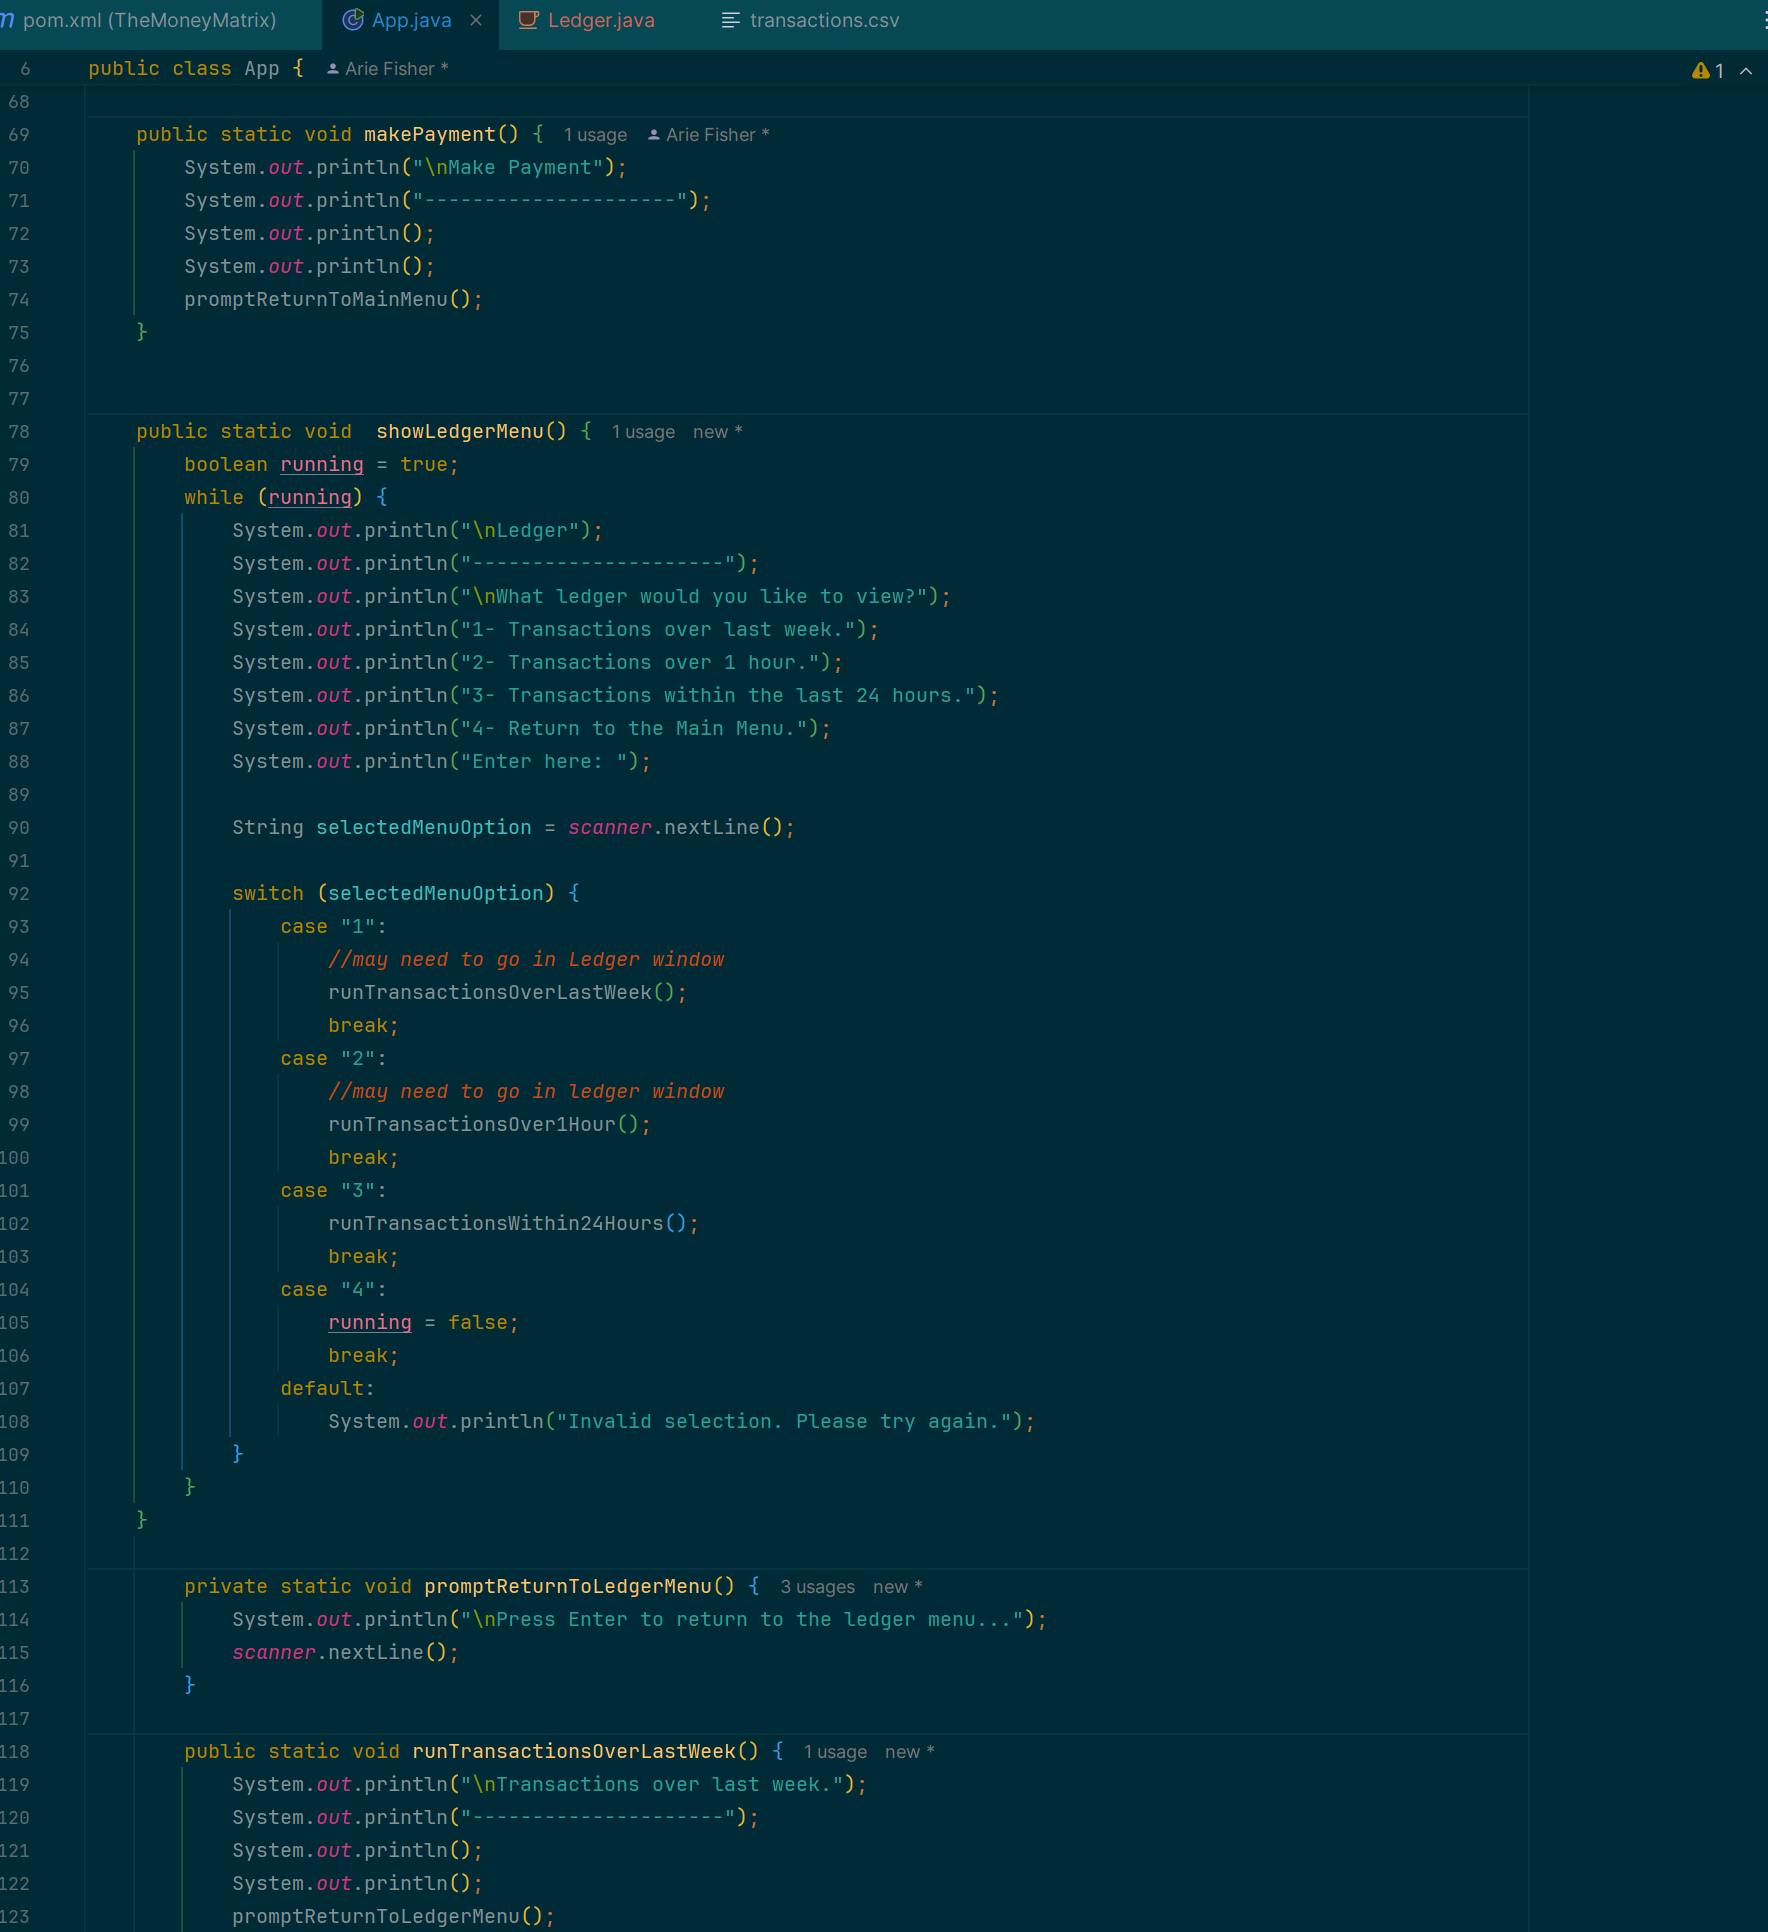 m pom.xml (TheMoneyMatrix) App.java × Ledger.java transactions.csv
6 public class App { Arie Fisher * 1
68
69 public static void makePayment() { 1 usage Arie Fisher *
70 System.out.println("\nMake Payment");
71 System.out.println("---------------------");
72 System.out.println();
73 System.out.println();
74 promptReturnToMainMenu();
75 }
76
77
78 public static void  showLedgerMenu() { 1 usage new *
79 boolean running = true;
80 while (running) {
81 System.out.println("\nLedger");
82 System.out.println("---------------------");
83 System.out.println("\nWhat ledger would you like to view?");
84 System.out.println("1- Transactions over last week.");
85 System.out.println("2- Transactions over 1 hour.");
86 System.out.println("3- Transactions within the last 24 hours.");
87 System.out.println("4- Return to the Main Menu.");
88 System.out.println("Enter here: ");
89
90 String selectedMenuOption = scanner.nextLine();
91
92 switch (selectedMenuOption) {
93 case "1":
94 //may need to go in Ledger window
95 runTransactionsOverLastWeek();
96 break;
97 case "2":
98 //may need to go in ledger window
99 runTransactionsOver1Hour();
100 break;
101 case "3":
102 runTransactionsWithin24Hours();
103 break;
104 case "4":
105 running = false;
106 break;
107 default:
108 System.out.println("Invalid selection. Please try again.");
109 }
110 }
111 }
112
113 private static void promptReturnToLedgerMenu() { 3 usages new *
114 System.out.println("\nPress Enter to return to the ledger menu...");
115 scanner.nextLine();
116 }
117
118 public static void runTransactionsOverLastWeek() { 1 usage new *
119 System.out.println("\nTransactions over last week.");
120 System.out.println("---------------------");
121 System.out.println();
122 System.out.println();
123 promptReturnToLedgerMenu();